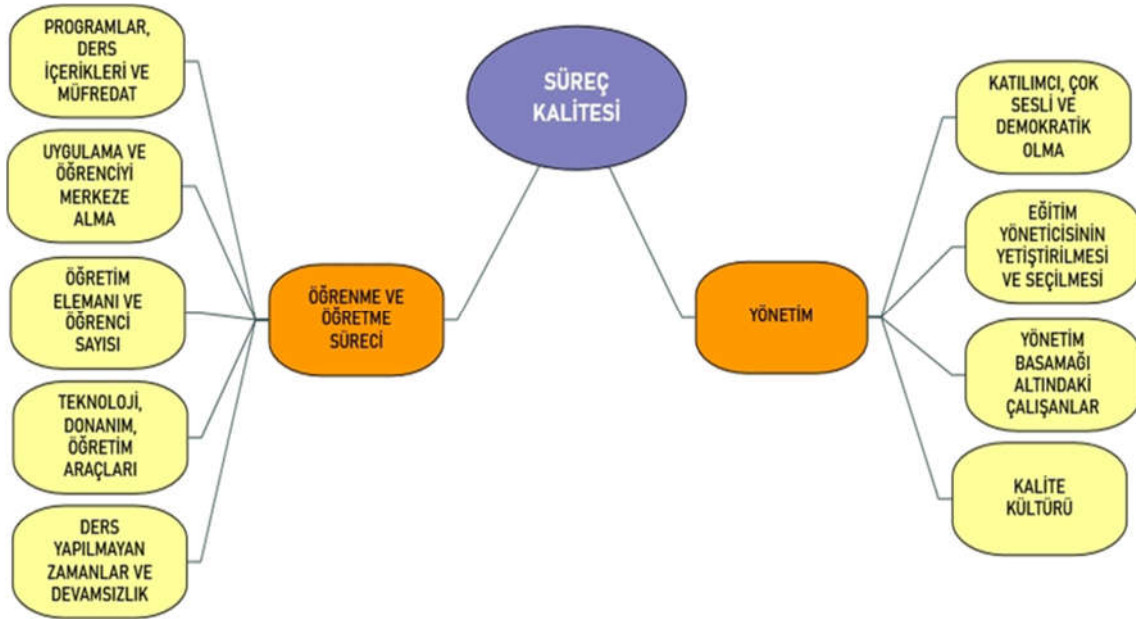 SÜREÇ
KALİTESİ
ÖĞRENME VE
ÖĞRETME
SÜRECİ
PROGRAMLAR,
DERS
İÇERİKLERİ VE
MÜFREDAT
UYGULAMA VE
ÖĞRENCİYİ
MERKEZE
ALMA
ÖĞRETİM
ELEMANI VE
ÖĞRENCİ
SAYISI
TEKNOLOJİ,
DONANIM,
ÖĞRETİM
ARAÇLARI
DERS
YAPILMAYAN
ZAMANLAR VE
DEVAMSIZLIK
YÖNETİM
KATILIMCI, ÇOK
SESLİ VE
DEMOKRATİK
OLMA
EĞİTİM
YÖNETİCİSİNİN
YETİŞTİRİLMESİ
VE SEÇİLMESİ
YÖNETİM
BASAMAĞI
ALTINDAKİ
ÇALIŞANLAR
KALİTE
KÜLTÜRÜ